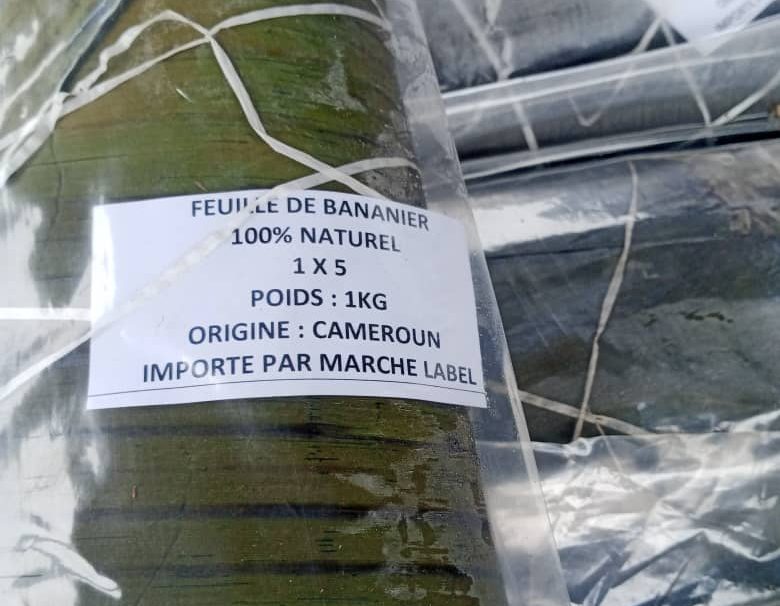 FEUILLE DE BANANIER
100% NATUREL
1 X 5
POIDS : 1KG
ORIGINE : CAMEROUN
IMPORTE PAR MARCHE LABEL